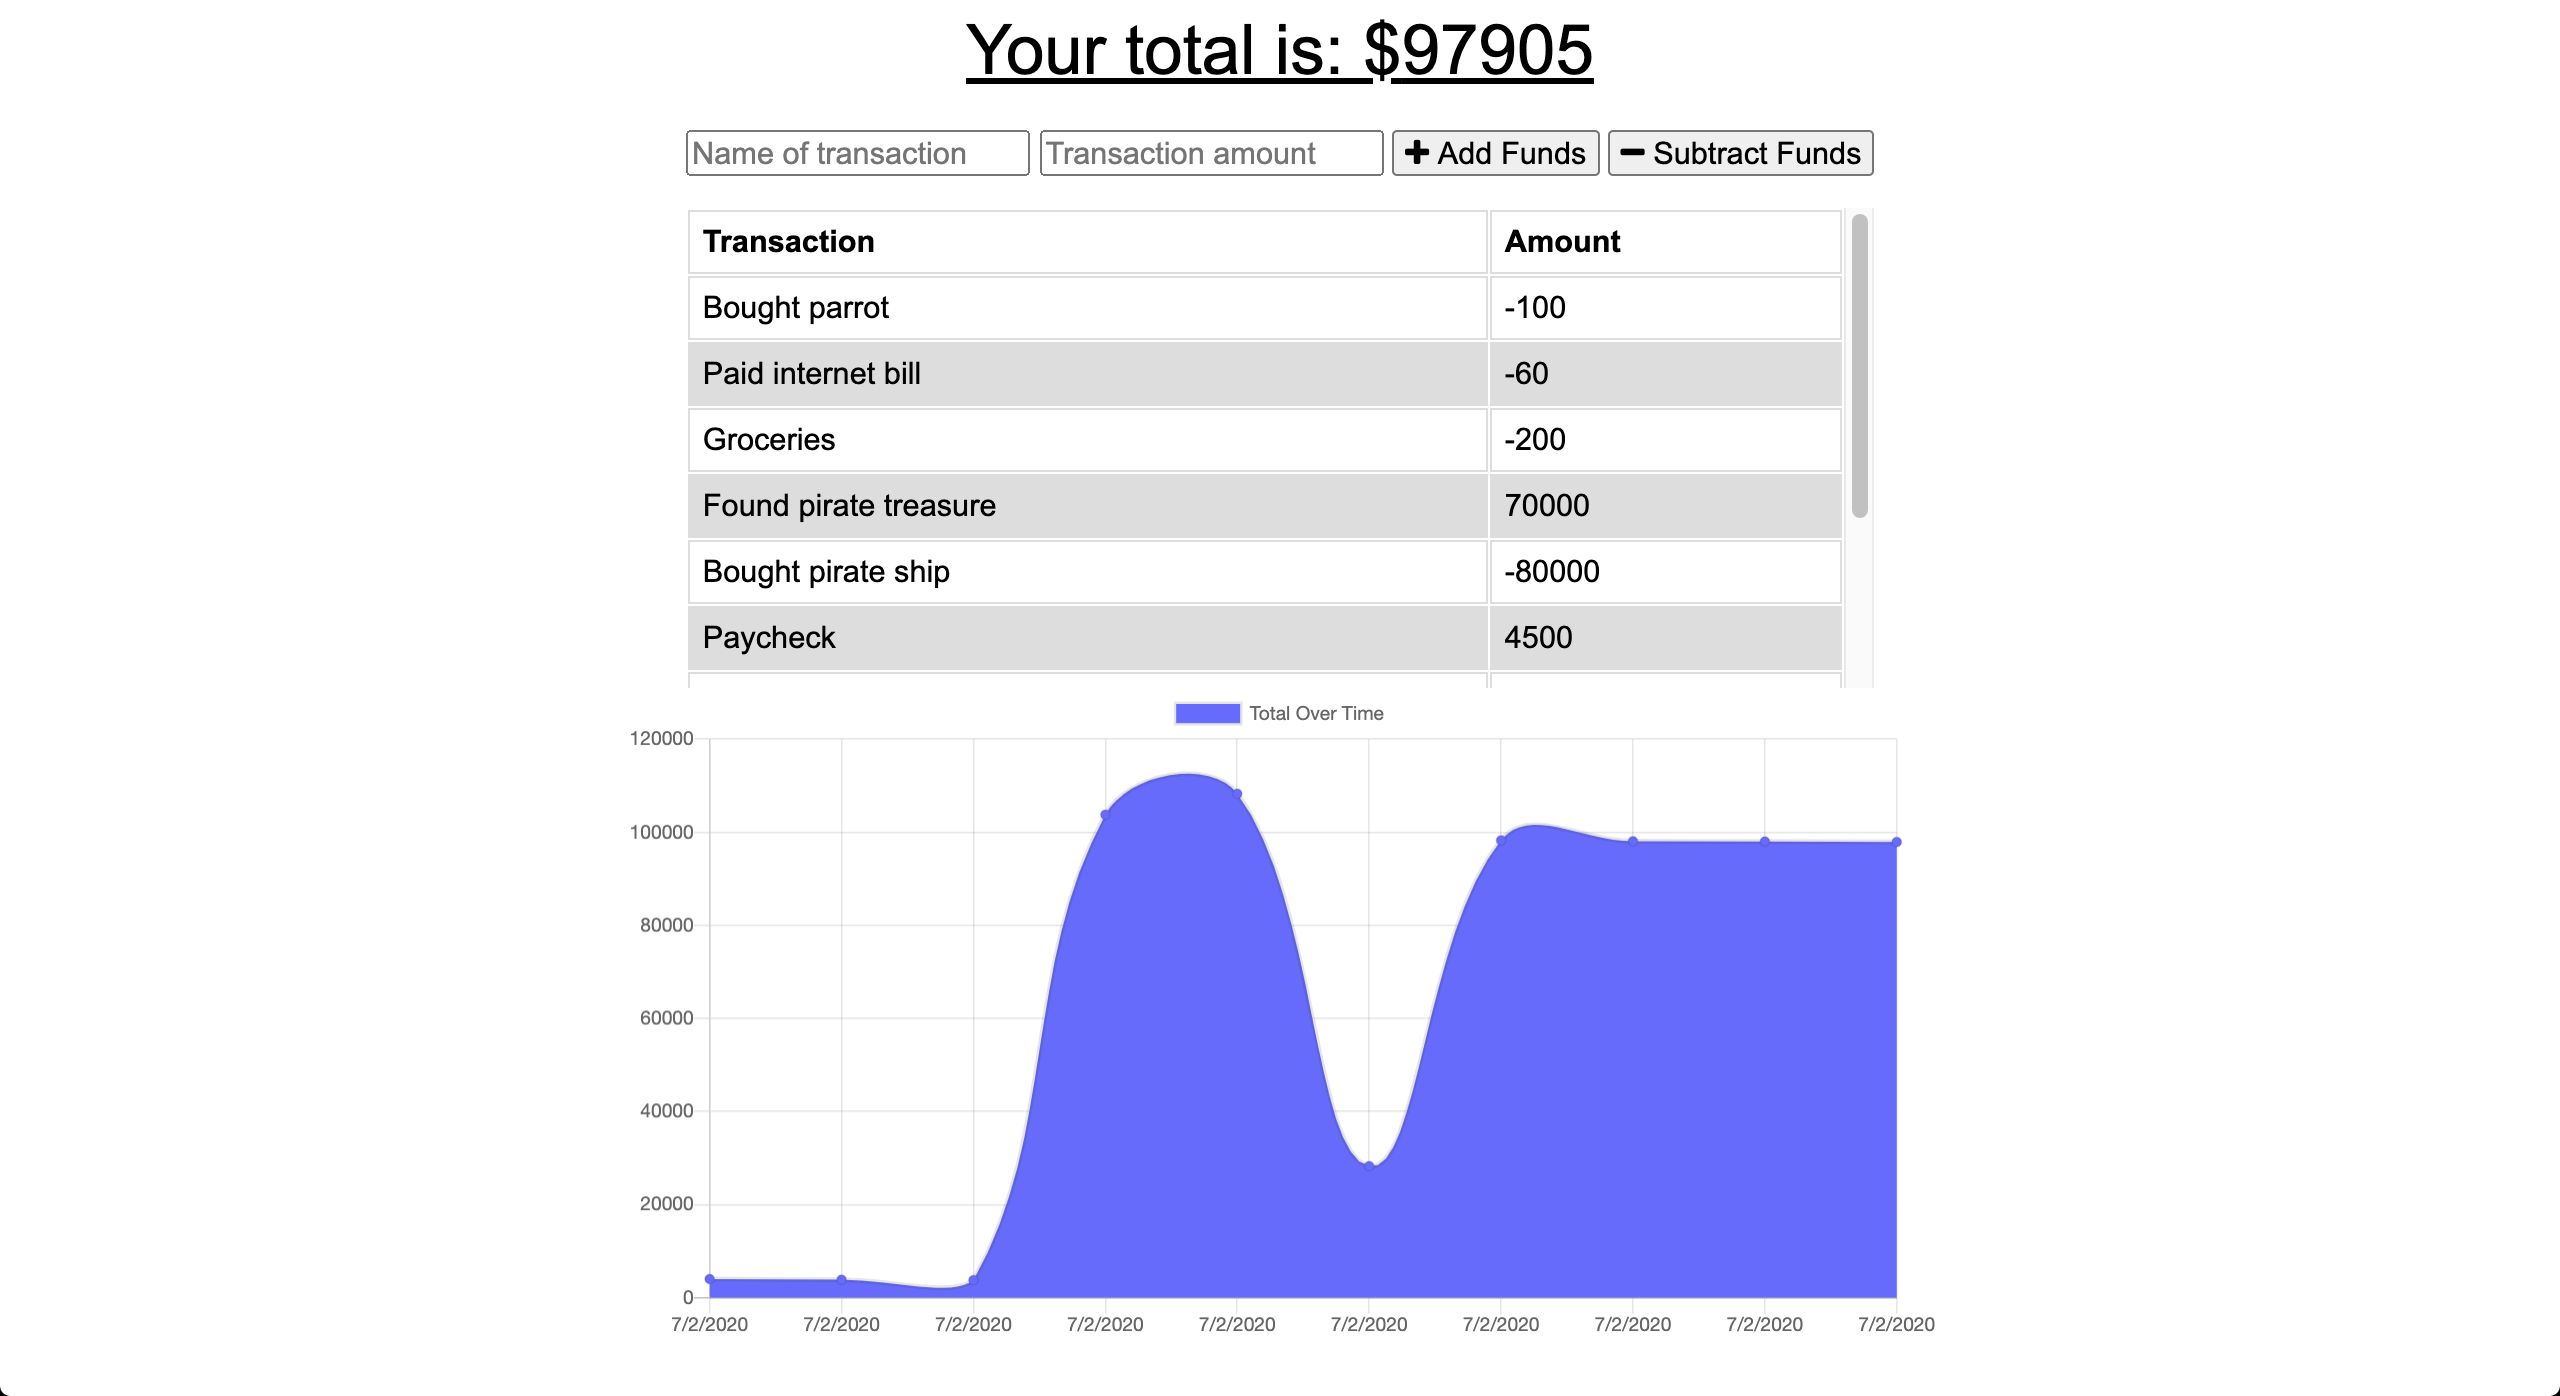 Your total is: $97905
Name of transaction Transaction amount Add Funds Subtract Funds
Transaction Amount
Bought parrot -100
Paid internet bill -60
Groceries -200
Found pirate treasure 70000
Bought pirate ship -80000
Paycheck 4500
Total Over Time
120000
100000
80000
60000
40000
20000
0
7/2/2020 7/2/2020 7/2/2020 7/2/2020 7/2/2020 7/2/2020 7/2/2020 7/2/2020 7/2/2020 7/2/2020